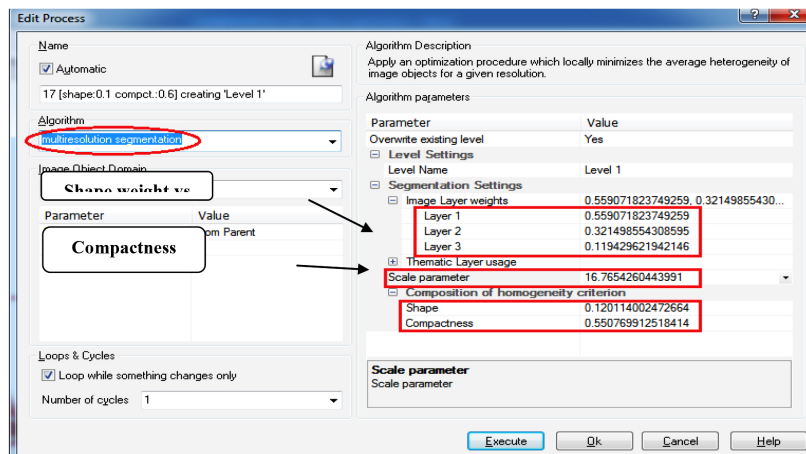 Edit Process
Name
Automatic
17 [shape:0.1 compct.:0.6] creating 'Level 1'
Algorithm
multiresolution segmentation
Image Object Domain
Shape weight vs
Parameter Value
om Parent
Compactness
Loops & Cycles
Loop while something changes only
Number of cycles 1
Algorithm Description
Apply an optimization procedure which locally minimizes the average heterogeneity of
image objects for a given resolution.
Algorithm parameters
Parameter Value
Overwrite existing level Yes
Level Settings
Level Name Level 1
Segmentation Settings
Image Layer weights 0.559071823749259, 0.32149855430...
Layer 1 0.559071823749259
Layer 2 0.321498554308595
Layer 3 0.119429621942146
Thematic Layer usage
Scale parameter 16.7654260443991
Composition of homogeneity criterion
Shape 0.120114002472664
Compactness 0.550769912518414
Scale parameter
Scale parameter
Execute Ok Cancel Help